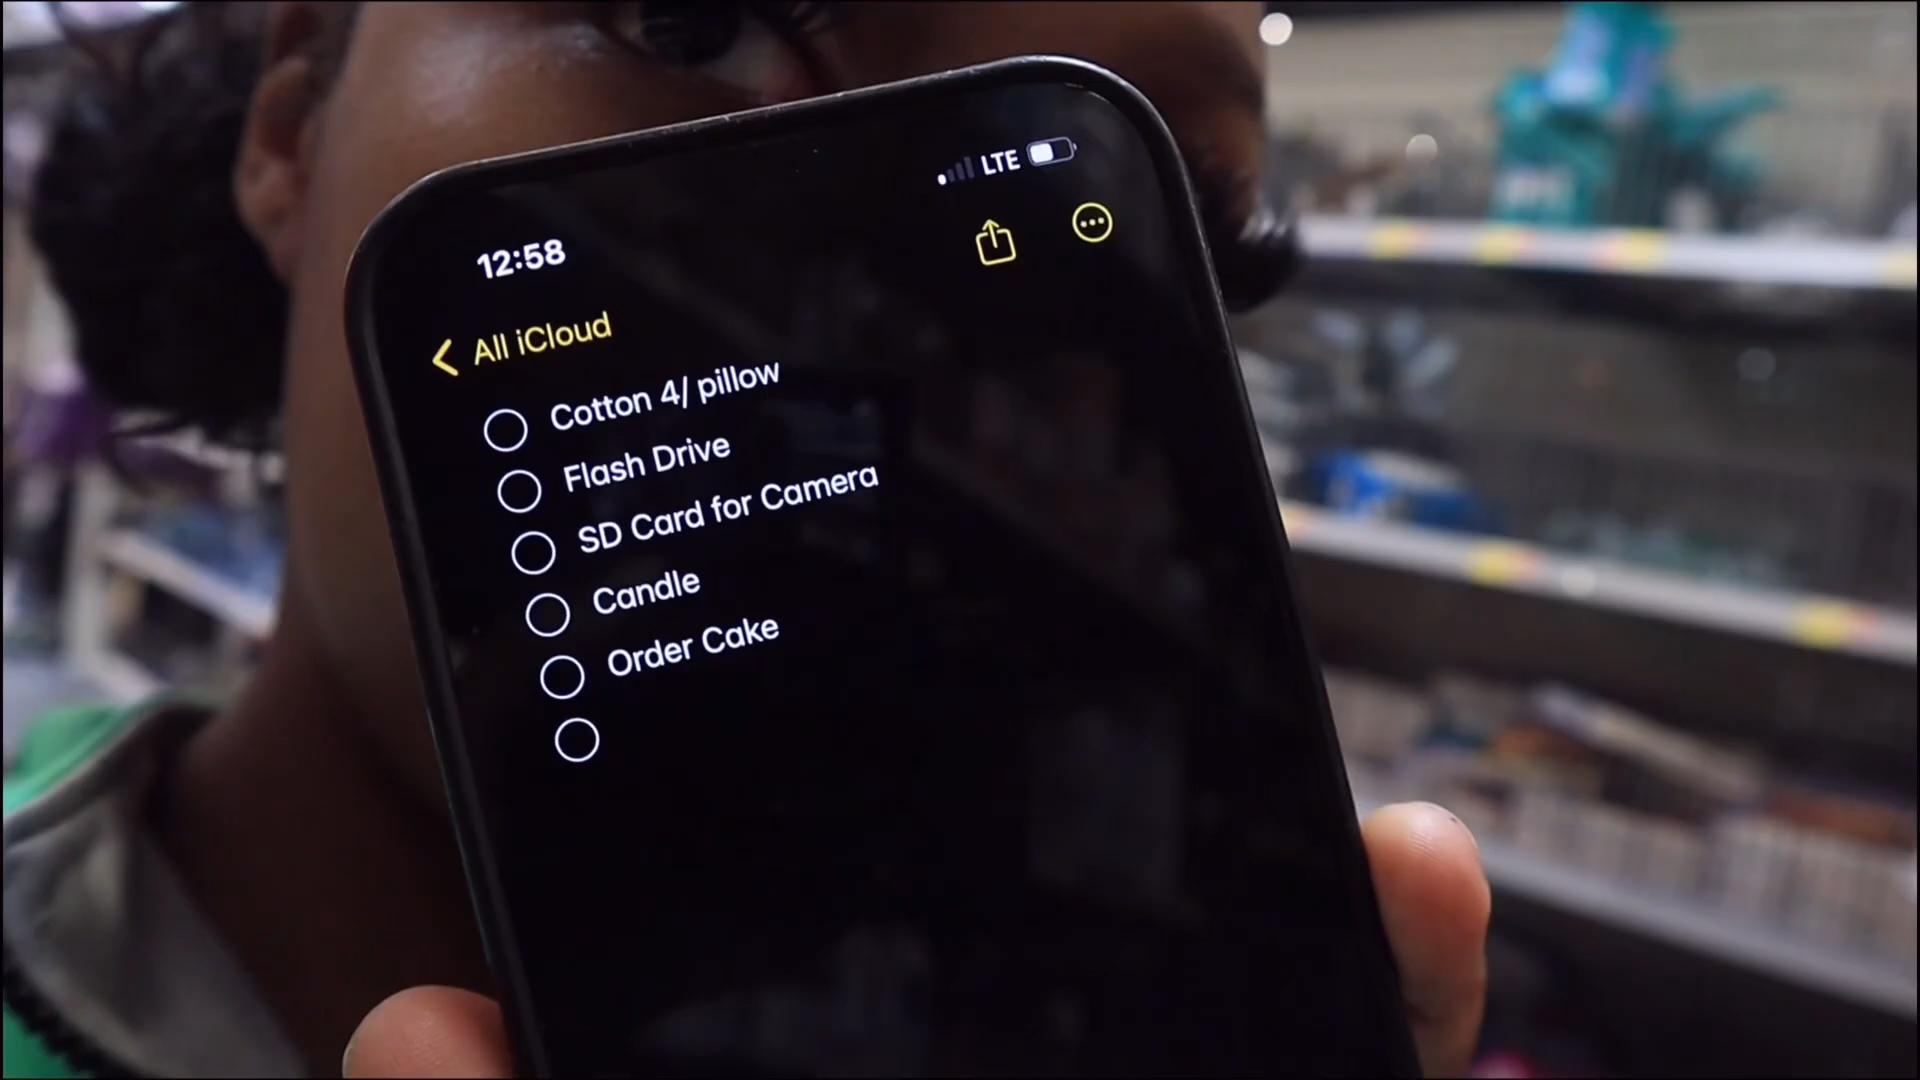 12:58
LTE
All iCloud
Cotton 4/ pillow
Flash Drive
SD Card for Camera
Candle
Order Cake